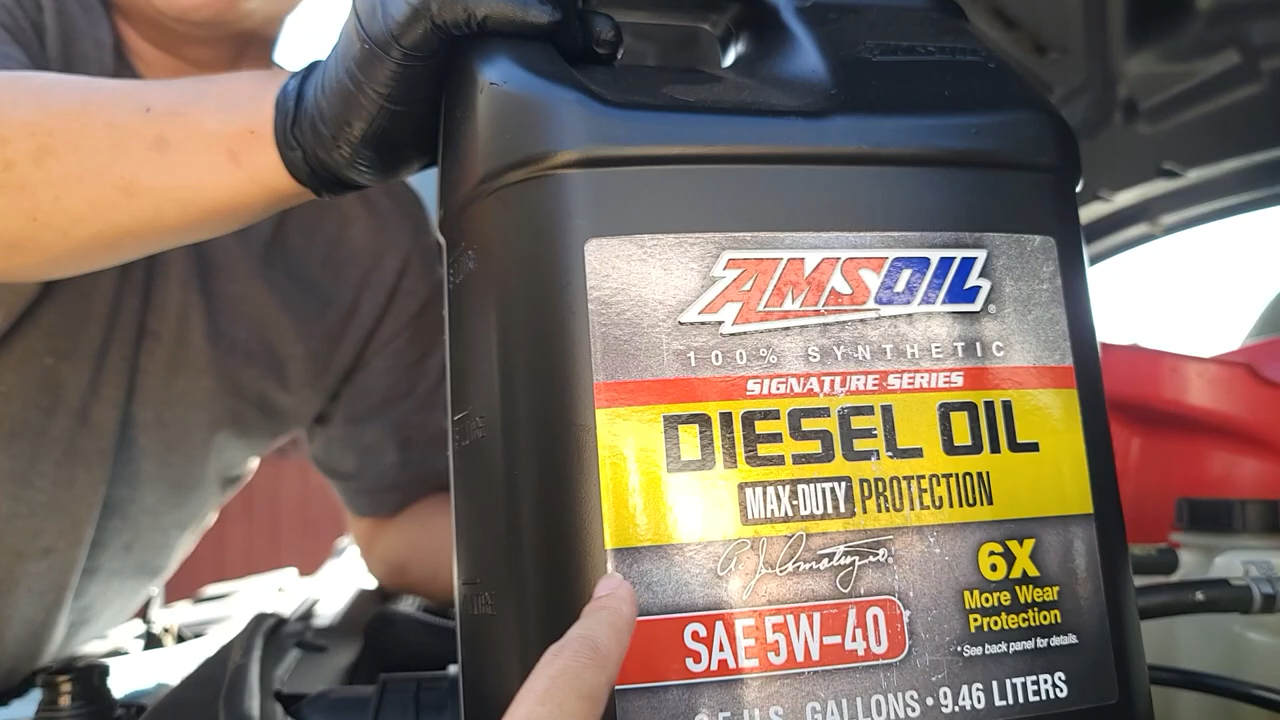 AMSOIL
100% SYNTHETIC
SIGNATURE SERIES
DIESEL OIL
MAX-DUTY PROTECTION
6X
More Wear
Protection
*See back panel for details.
SAE 5W-40
U.S. GALLONS • 9.46 LITERS